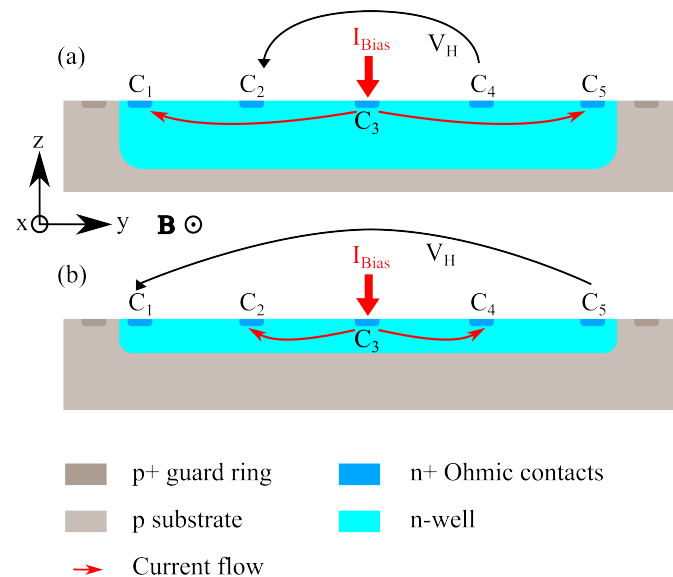 I_Bias
(a) V_H
C_1 C_2 C_4 C_5
C_3
z
x y B
I_Bias
(b) V_H
C_1 C_2 C_4 C_5
C_3
p+ guard ring n+ Ohmic contacts
p substrate n-well
Current flow